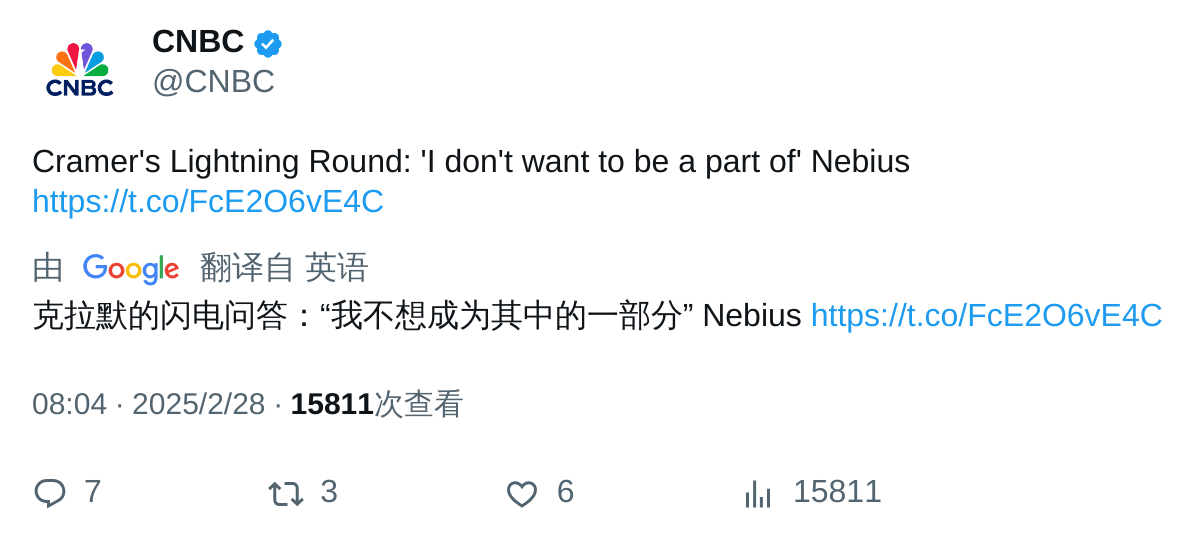 CNBC
CNBC
@CNBC
Cramer's Lightning Round: 'I don't want to be a part of' Nebius
https://t.co/FcE2O6vE4C
由 Google 翻译自 英语
克拉默的闪电问答：“我不想成为其中的一部分” Nebius https://t.co/FcE2O6vE4C
08:04 · 2025/2/28 · 15811次查看
7 3 6 15811